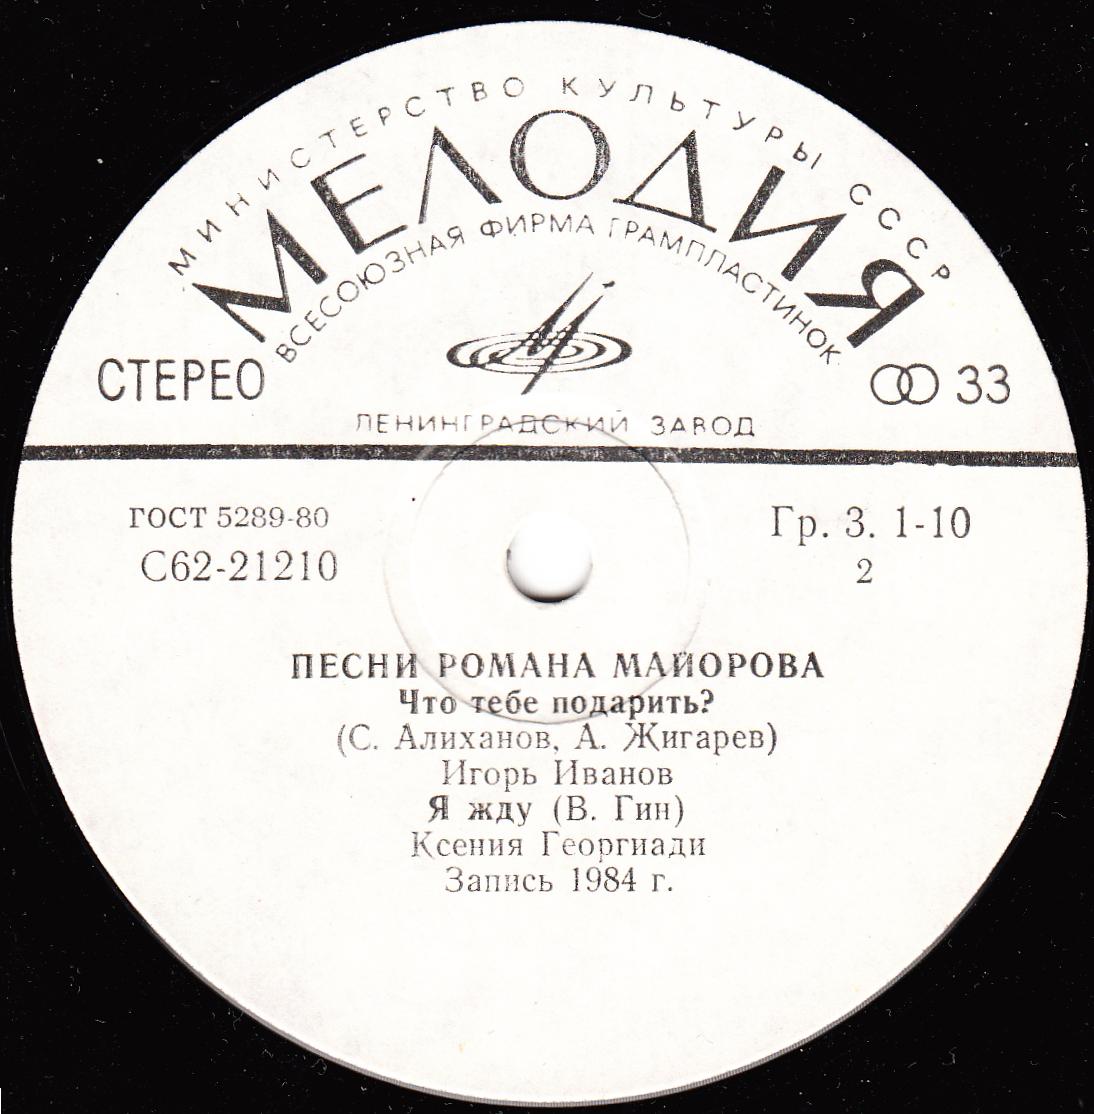 МИНИСТЕРСТВО КУЛЬТУРЫ СССР
МЕЛОДИЯ
ВСЕСОЮЗНАЯ ФИРМА ГРАМПЛАСТИНОК
СТЕРЕО
33
ЛЕНИНГРАДСКИЙ ЗАВОД
ГОСТ 5289-80
Гр. 3. 1-10
С62-21210
2
ПЕСНИ РОМАНА МАЙОРОВА
Что тебе подарить?
(С. Алиханов, А. Жигарев)
Игорь Иванов
Я жду (В. Гин)
Ксения Георгиади
Запись 1984 г.